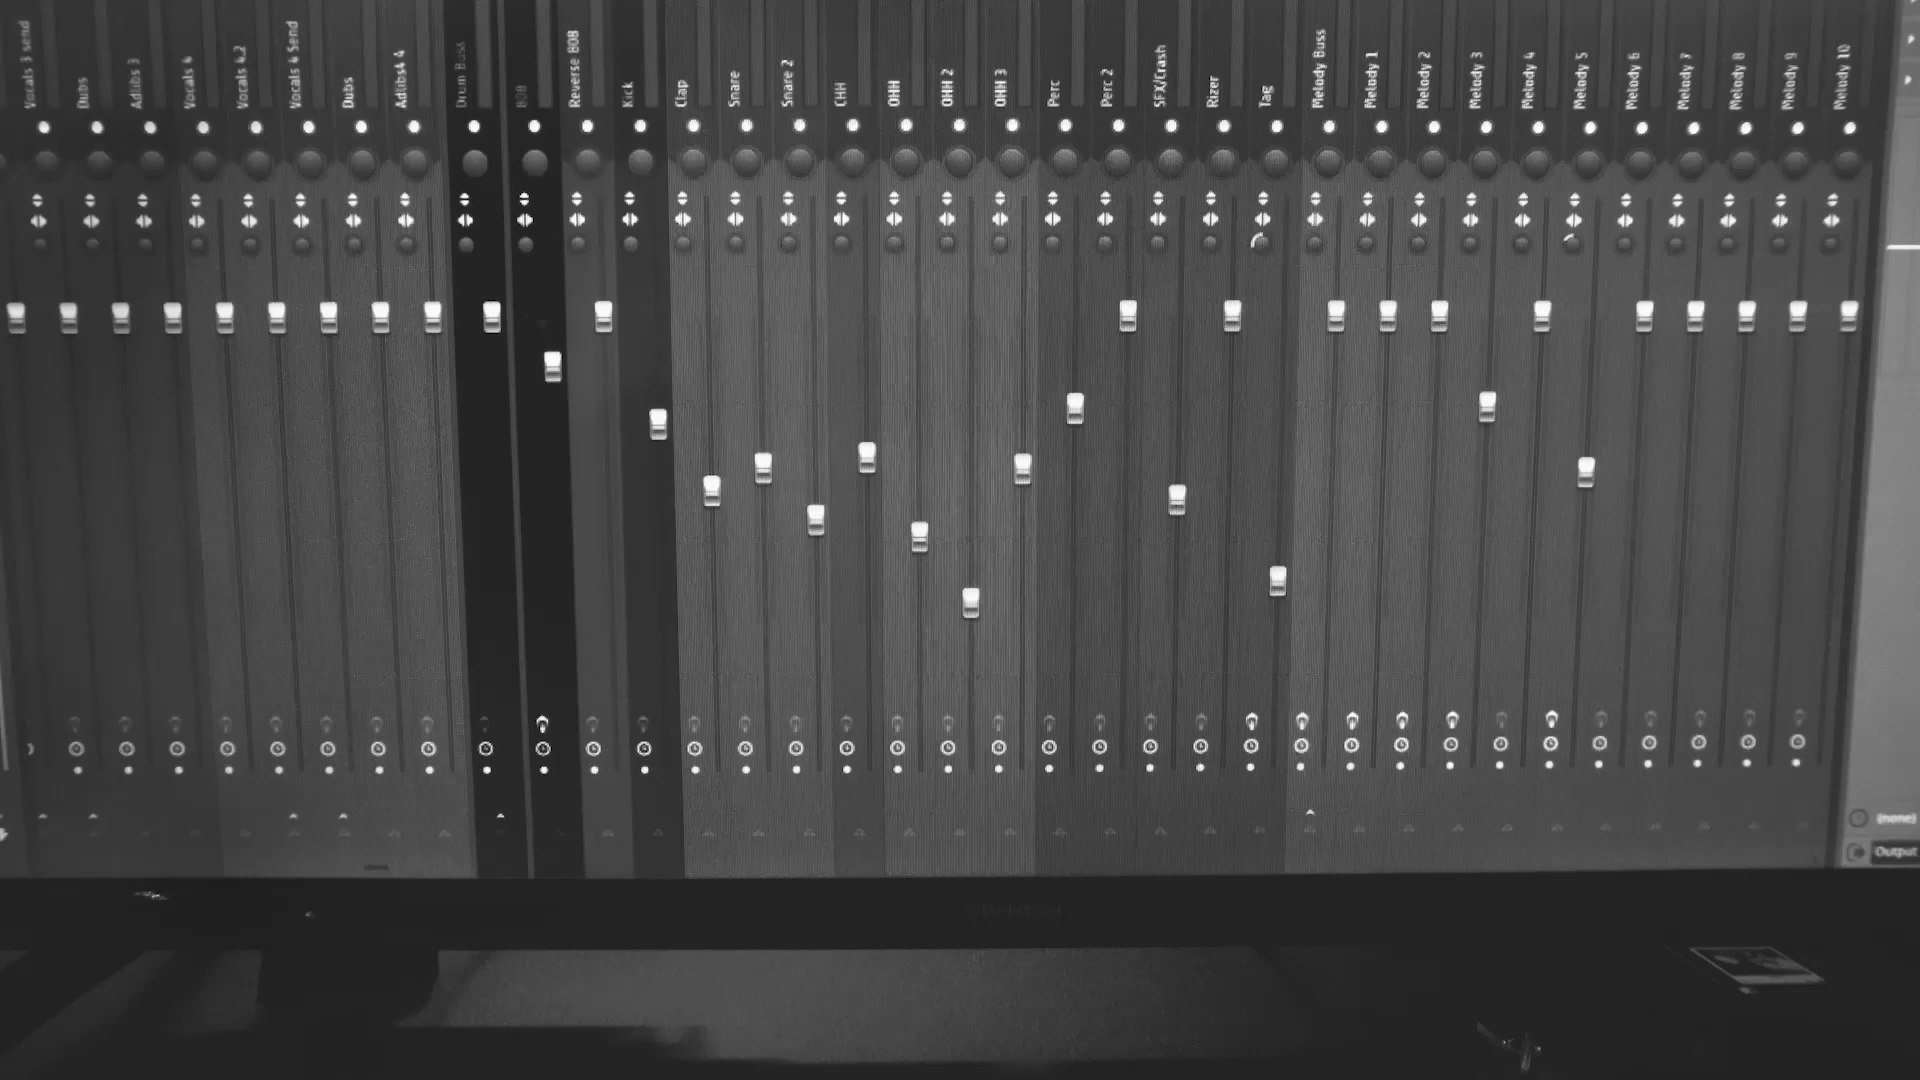 Vocals 3 send
Dubs
Adlibs 3
Vocals 4
Vocals 4.2
Vocals 4 Send
Dubs
Adlibs4 4
Drum Buss
808
Reverse 808
Kick
Clap
Snare
Snare 2
CHH
OHH
OHH 2
OHH 3
Perc
Perc 2
SFX/Crash
Rizer
Tag
Melody Buss
Melody 1
Melody 2
Melody 3
Melody 4
Melody 5
Melody 6
Melody 7
Melody 8
Melody 9
Melody 10
(none)
Output